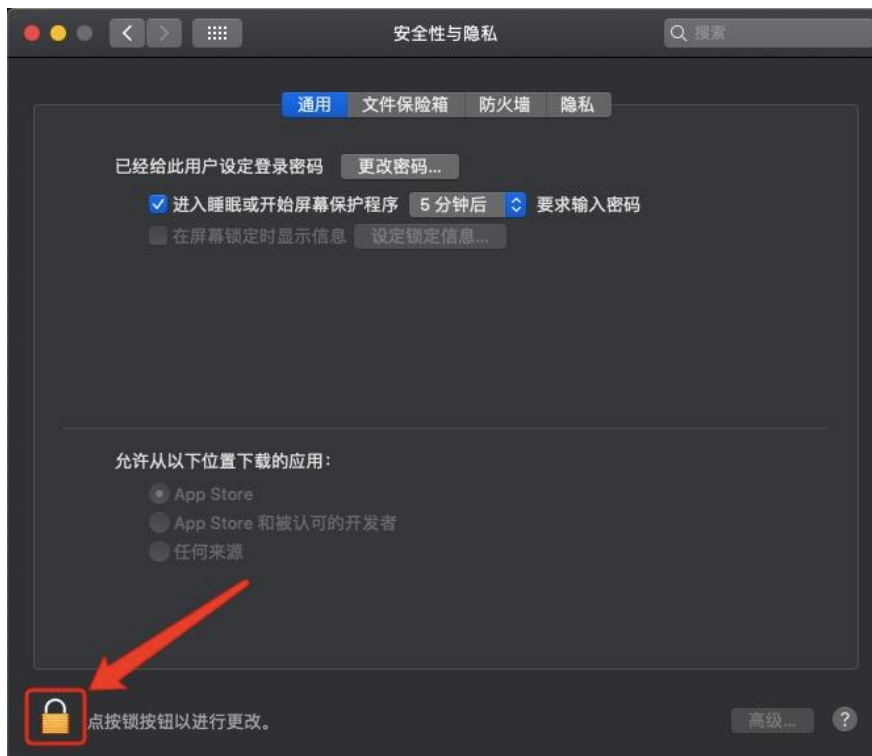 安全性与隐私
搜索
通用 文件保险箱 防火墙 隐私
已经给此用户设定登录密码 更改密码...
进入睡眠或开始屏幕保护程序 5 分钟后 要求输入密码
在屏幕锁定时显示信息 设定锁定信息...
允许从以下位置下载的应用：
App Store
App Store 和被认可的开发者
任何来源
点按锁按钮以进行更改。
高级... ?